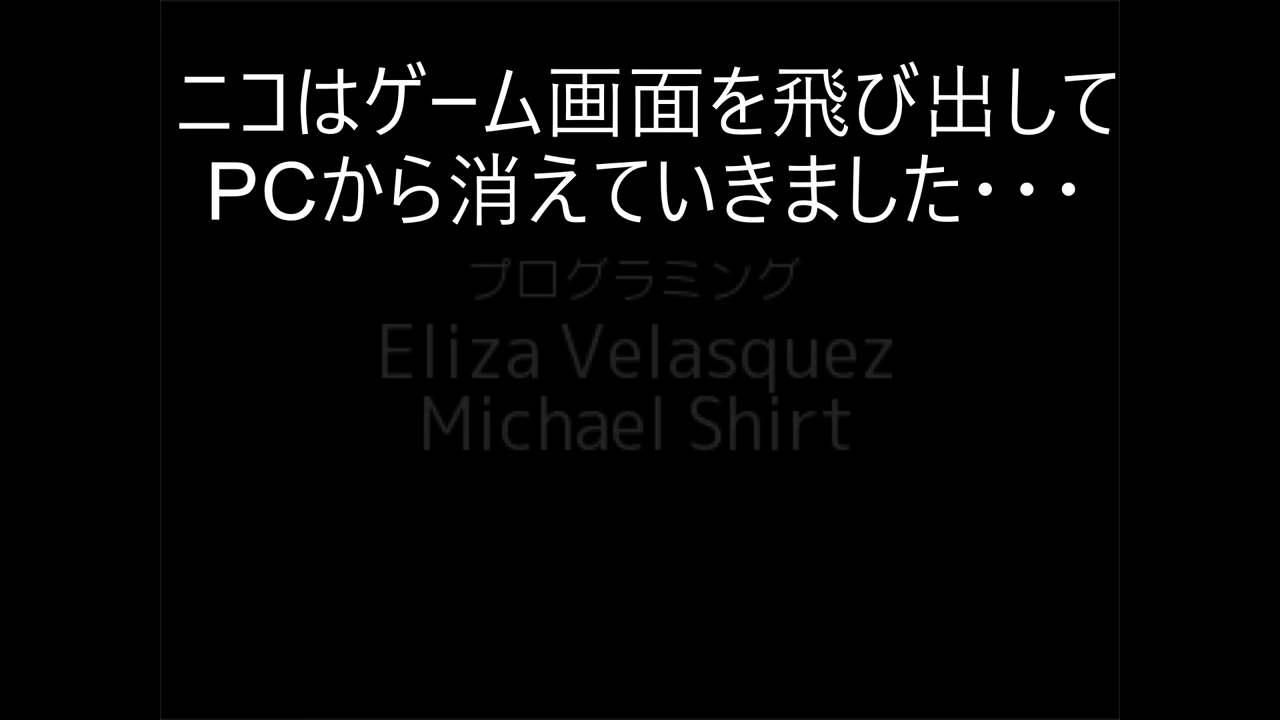 ニコはゲーム画面を飛び出して
PCから消えていきました・・・
プログラミング
Eliza Velasquez
Michael Shirt